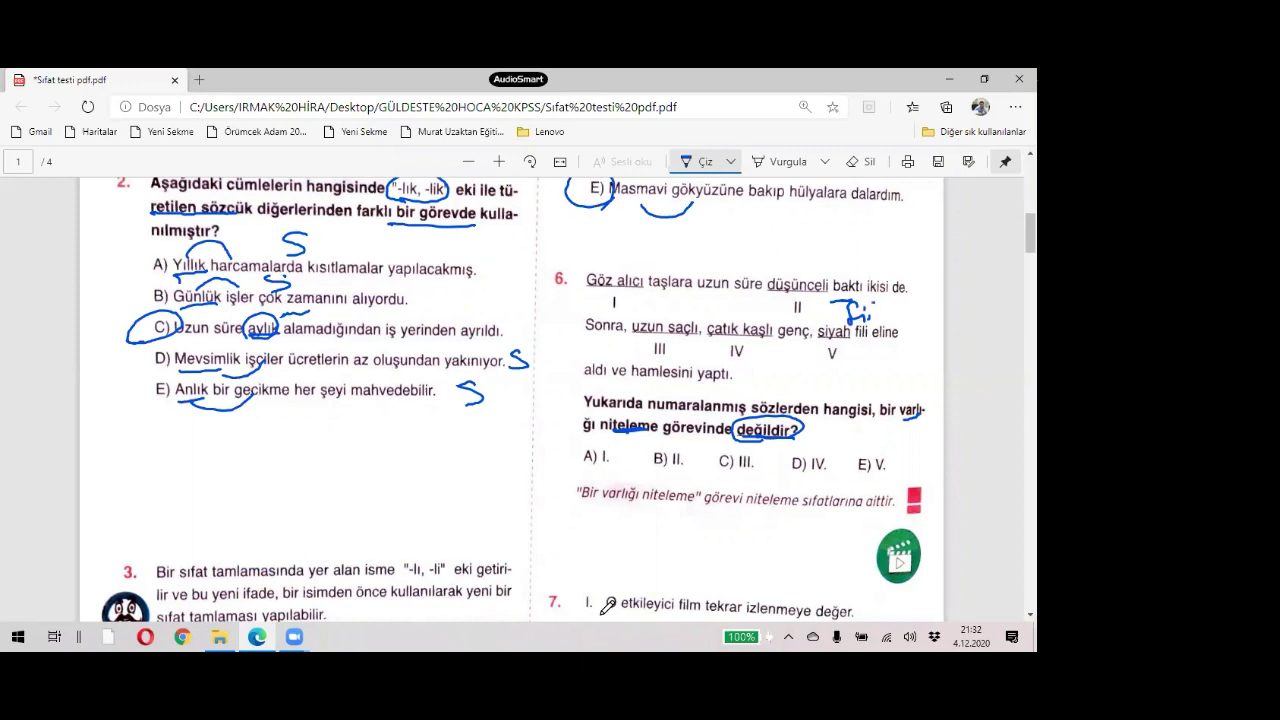 AudioSmart
*Sıfat testi pdf.pdf
Dosya C:/Users/IRMAK%20HİRA/Desktop/GÜLDESTE%20HOCA%20KPSS/Sıfat%20testi%20pdf.pdf
Gmail Haritalar Yeni Sekme Örümcek Adam 20... Yeni Sekme Murat Uzaktan Eğiti... Lenovo Diğer sık kullanılanlar
1 / 4 Sesli oku Çiz Vurgula Sil
2. Aşağıdaki cümlelerin hangisinde "-lık, -lik" eki ile tü-
retilen sözcük diğerlerinden farklı bir görevde kulla-
nılmıştır?
S
A) Yıllık harcamalarda kısıtlamalar yapılacakmış.
S
B) Günlük işler çok zamanını alıyordu.
C) Uzun süre aylık alamadığından iş yerinden ayrıldı.
D) Mevsimlik işçiler ücretlerin az oluşundan yakınıyor. S
E) Anlık bir gecikme her şeyi mahvedebilir. S
3. Bir sıfat tamlamasında yer alan isme "-lı, -li" eki getiri-
lir ve bu yeni ifade, bir isimden önce kullanılarak yeni bir
sıfat tamlaması yapılabilir.
E) Masmavi gökyüzüne bakıp hülyalara dalardım.
6. Göz alıcı taşlara uzun süre düşünceli baktı ikisi de.
I II fiil
Sonra, uzun saçlı, çatık kaşlı genç, siyah fili eline
III IV V
aldı ve hamlesini yaptı.
Yukarıda numaralanmış sözlerden hangisi, bir varlı-
ğı niteleme görevinde değildir?
A) I. B) II. C) III. D) IV. E) V.
"Bir varlığı niteleme" görevi niteleme sıfatlarına aittir.
7. I. etkileyici film tekrar izlenmeye değer.
100% 21:32
4.12.2020